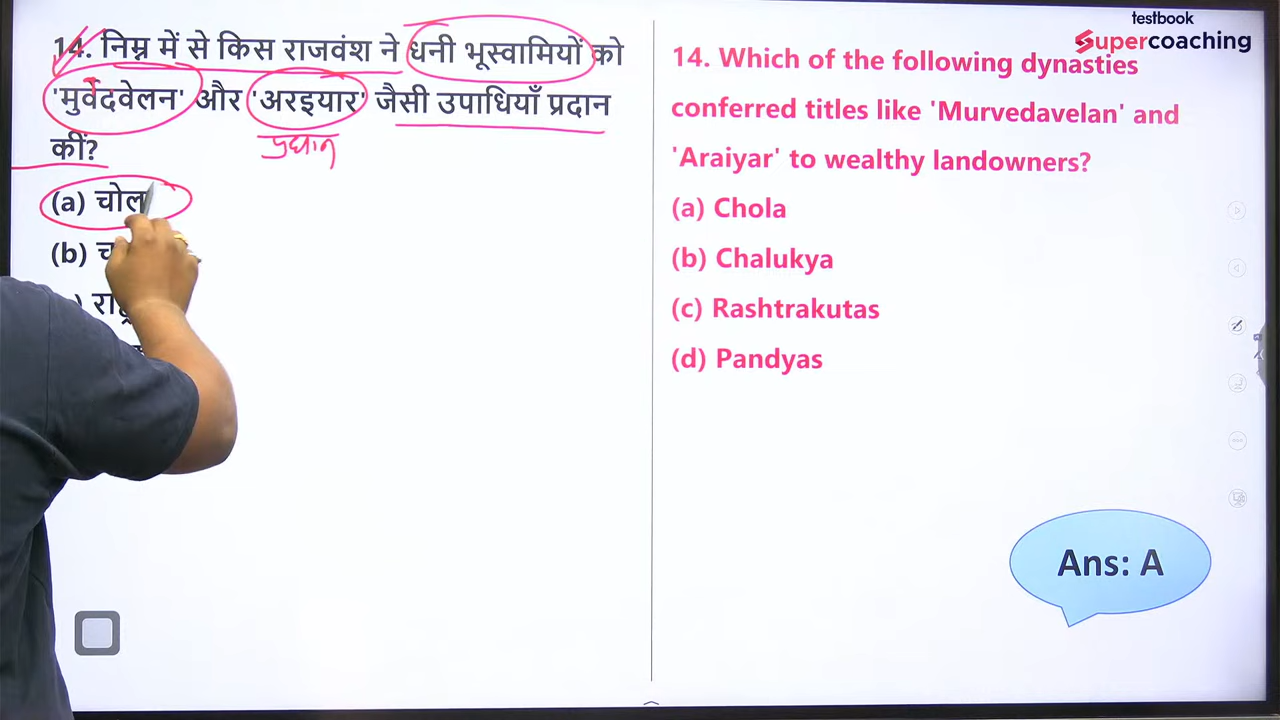 14. निम्न में से किस राजवंश ने धनी भूस्वामियों को
'मुर्वेदवेलन' और 'अरइयार' जैसी उपाधियाँ प्रदान
कीं?
प्रधान
(a) चोल
(b)
testbook
Supercoaching
14. Which of the following dynasties
conferred titles like 'Murvedavelan' and
'Araiyar' to wealthy landowners?
(a) Chola
(b) Chalukya
(c) Rashtrakutas
(d) Pandyas
Ans: A